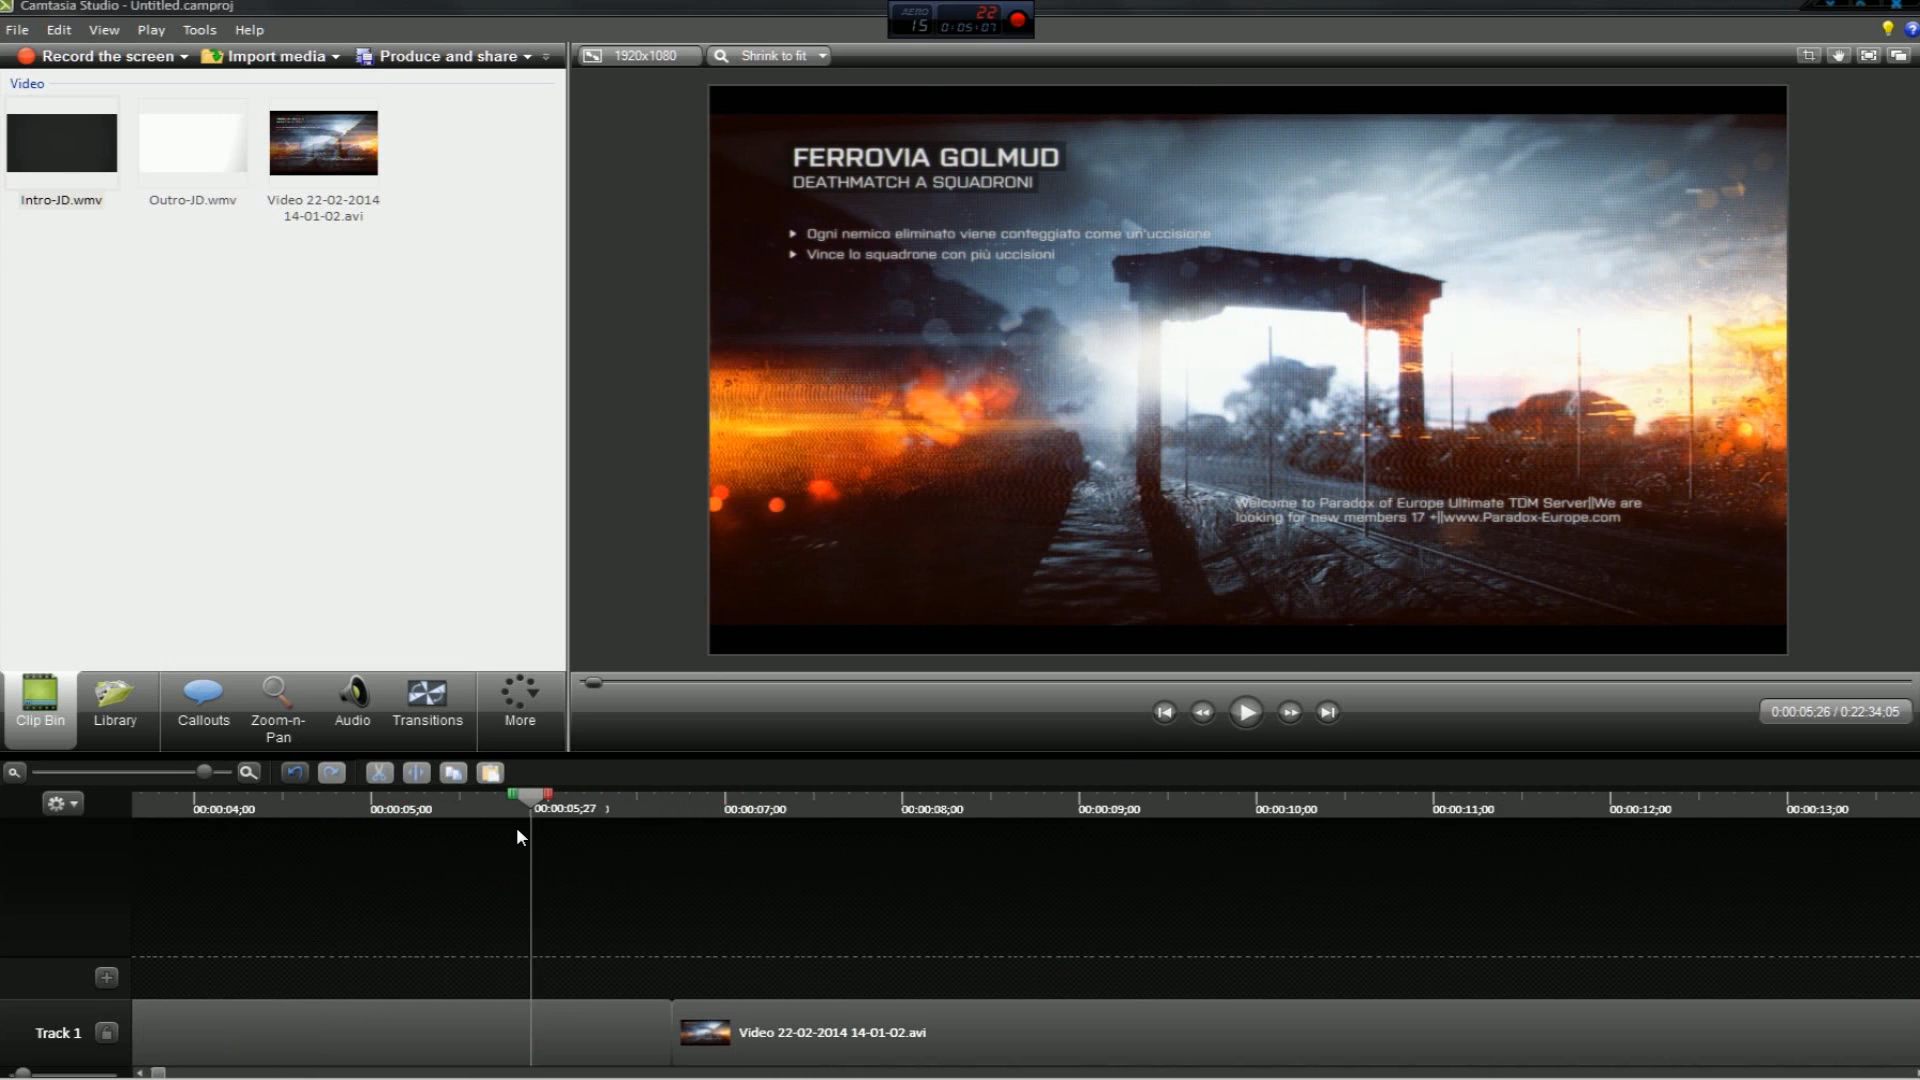 Camtasia Studio - Untitled.camproj
AERO
15
22
0:05:07
File Edit View Play Tools Help
Record the screen Import media Produce and share
1920x1080 Shrink to fit
Video
Intro-JD.wmv
Outro-JD.wmv
Video 22-02-2014
14-01-02.avi
FERROVIA GOLMUD
DEATHMATCH A SQUADRONI
Ogni nemico eliminato viene conteggiato come un'uccisione
Vince lo squadrone con più uccisioni
Welcome to Paradox of Europe Ultimate TDM Server||We are
looking for new members 17 +||www.Paradox-Europe.com
Clip Bin
Library
Callouts
Zoom-n-
Pan
Audio
Transitions
More
0:00:05;26 / 0:22:34;05
00:00:04;00 00:00:05;00 00:00:05;27 00:00:07;00 00:00:08;00 00:00:09;00 00:00:10;00 00:00:11;00 00:00:12;00 00:00:13;00
Track 1
Video 22-02-2014 14-01-02.avi